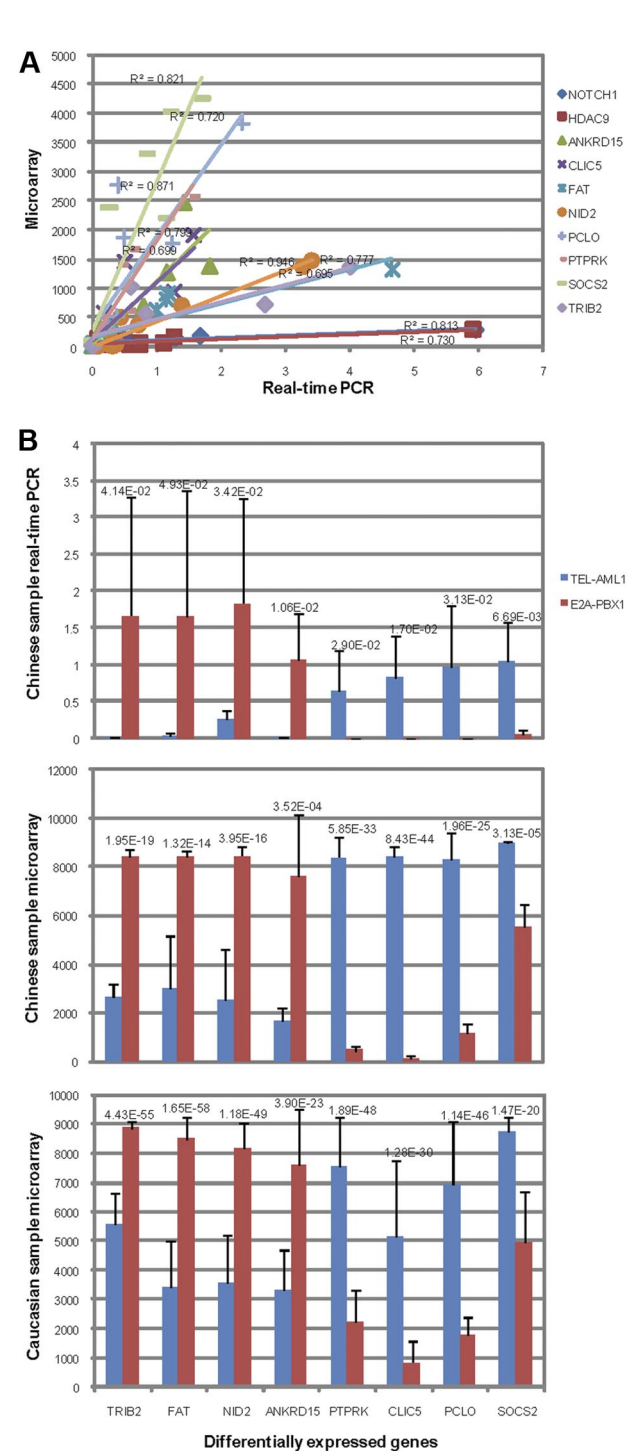 A
Microarray
5000
4500
4000
3500
3000
2500
2000
1500
1000
500
0
R² = 0.821
R² = 0.720
R² = 0.871
R² = 0.799
R² = 0.699
R² = 0.946
R² = 0.777
R² = 0.695
R² = 0.813
R² = 0.730
0 1 2 3 4 5 6 7
Real-time PCR
NOTCH1
HDAC9
ANKRD15
CLIC5
FAT
NID2
PCLO
PTPRK
SOCS2
TRIB2
B
Chinese sample real-time PCR
4
3.5
3
2.5
2
1.5
1
0.5
0
4.14E-02 4.93E-02 3.42E-02 1.06E-02 2.90E-02 1.70E-02 3.13E-02 6.69E-03
TEL-AML1
E2A-PBX1
Chinese sample microarray
12000
10000
8000
6000
4000
2000
0
1.95E-19 1.32E-14 3.95E-16 3.52E-04 5.85E-33 8.43E-44 1.96E-25 3.13E-05
Caucasian sample microarray
10000
9000
8000
7000
6000
5000
4000
3000
2000
1000
0
4.43E-55 1.65E-58 1.18E-49 3.90E-23 1.89E-48 1.28E-30 1.14E-46 1.47E-20
TRIB2 FAT NID2 ANKRD15 PTPRK CLIC5 PCLO SOCS2
Differentially expressed genes